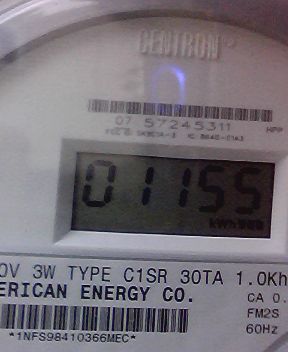 CENTRON
07 57245311 HPP
01155
0V 3W TYPE C1SR 30TA 1.0Kh
ERICAN ENERGY CO. CA 0.
FM2S
60Hz
*1NFS98410366MEC*